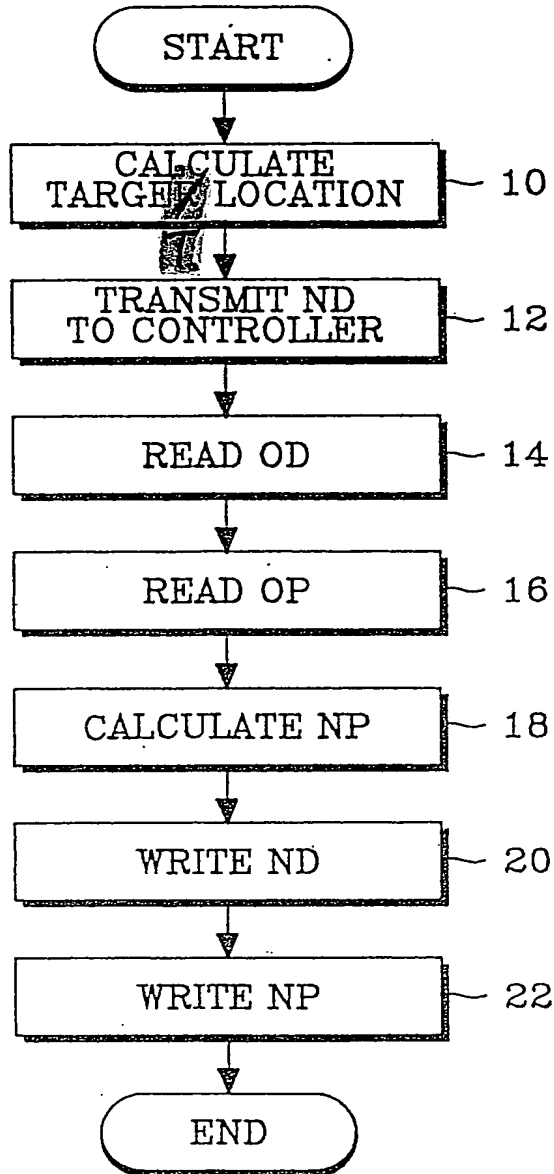 START
CALCULATE
TARGET LOCATION
10
TRANSMIT ND
TO CONTROLLER
12
READ OD
14
READ OP
16
CALCULATE NP
18
WRITE ND
20
WRITE NP
22
END